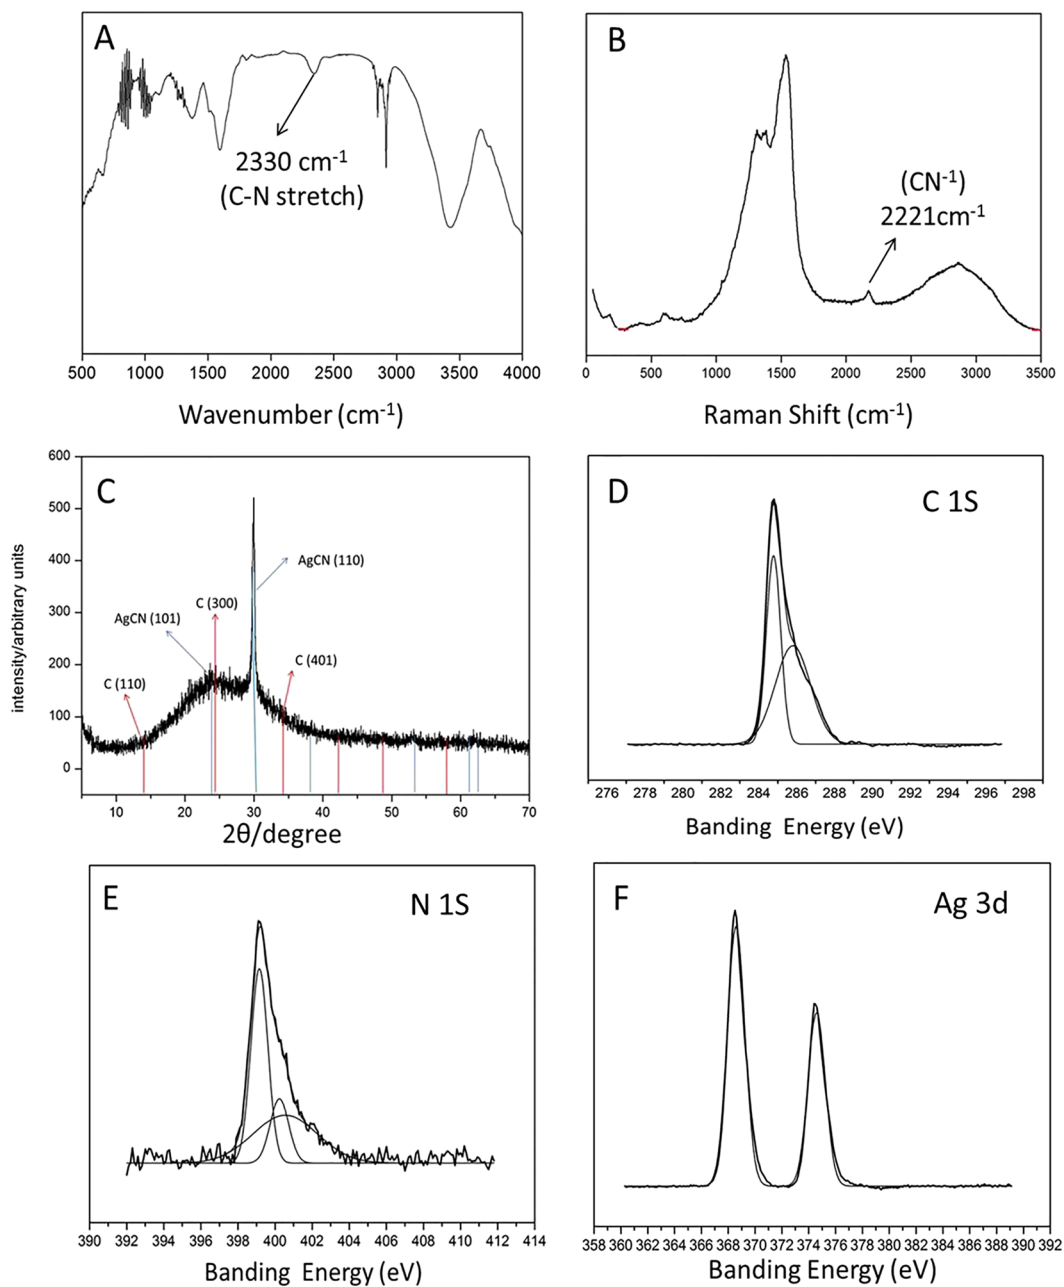 A
2330 cm-1
(C-N stretch)
500 1000 1500 2000 2500 3000 3500 4000
Wavenumber (cm-1)
B
(CN-1)
2221cm-1
0 500 1000 1500 2000 2500 3000 3500
Raman Shift (cm-1)
C
600
500
400
300
200
100
0
intensity/arbitrary units
AgCN (110)
C (300)
AgCN (101)
C (401)
C (110)
10 20 30 40 50 60 70
2θ/degree
D
C 1S
276 278 280 282 284 286 288 290 292 294 296 298
Banding Energy (eV)
E
N 1S
390 392 394 396 398 400 402 404 406 408 410 412 414
Banding Energy (eV)
F
Ag 3d
358 360 362 364 366 368 370 372 374 376 378 380 382 384 386 388 390 392
Banding Energy (eV)